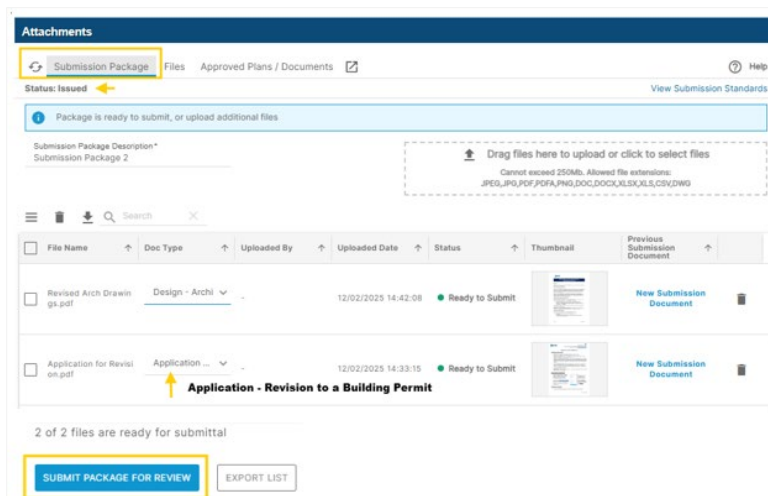 Attachments
Submission Package Files Approved Plans / Documents Help
Status: Issued View Submission Standards
Package is ready to submit, or upload additional files
Submission Package Description*
Submission Package 2
Drag files here to upload or click to select files
Cannot exceed 250Mb. Allowed file extensions:
JPEG,JPG,PDF,PDFA,PNG,DOC,DOCX,XLSX,XLS,CSV,DWG
Search
File Name Doc Type Uploaded By Uploaded Date Status Thumbnail Previous Submission Document
Revised Arch Drawin
gs.pdf
Design - Archi
-
12/02/2025 14:42:08
Ready to Submit
New Submission
Document
Application for Revisi
on.pdf
Application ...
-
12/02/2025 14:33:15
Ready to Submit
New Submission
Document
Application - Revision to a Building Permit
2 of 2 files are ready for submittal
SUBMIT PACKAGE FOR REVIEW EXPORT LIST